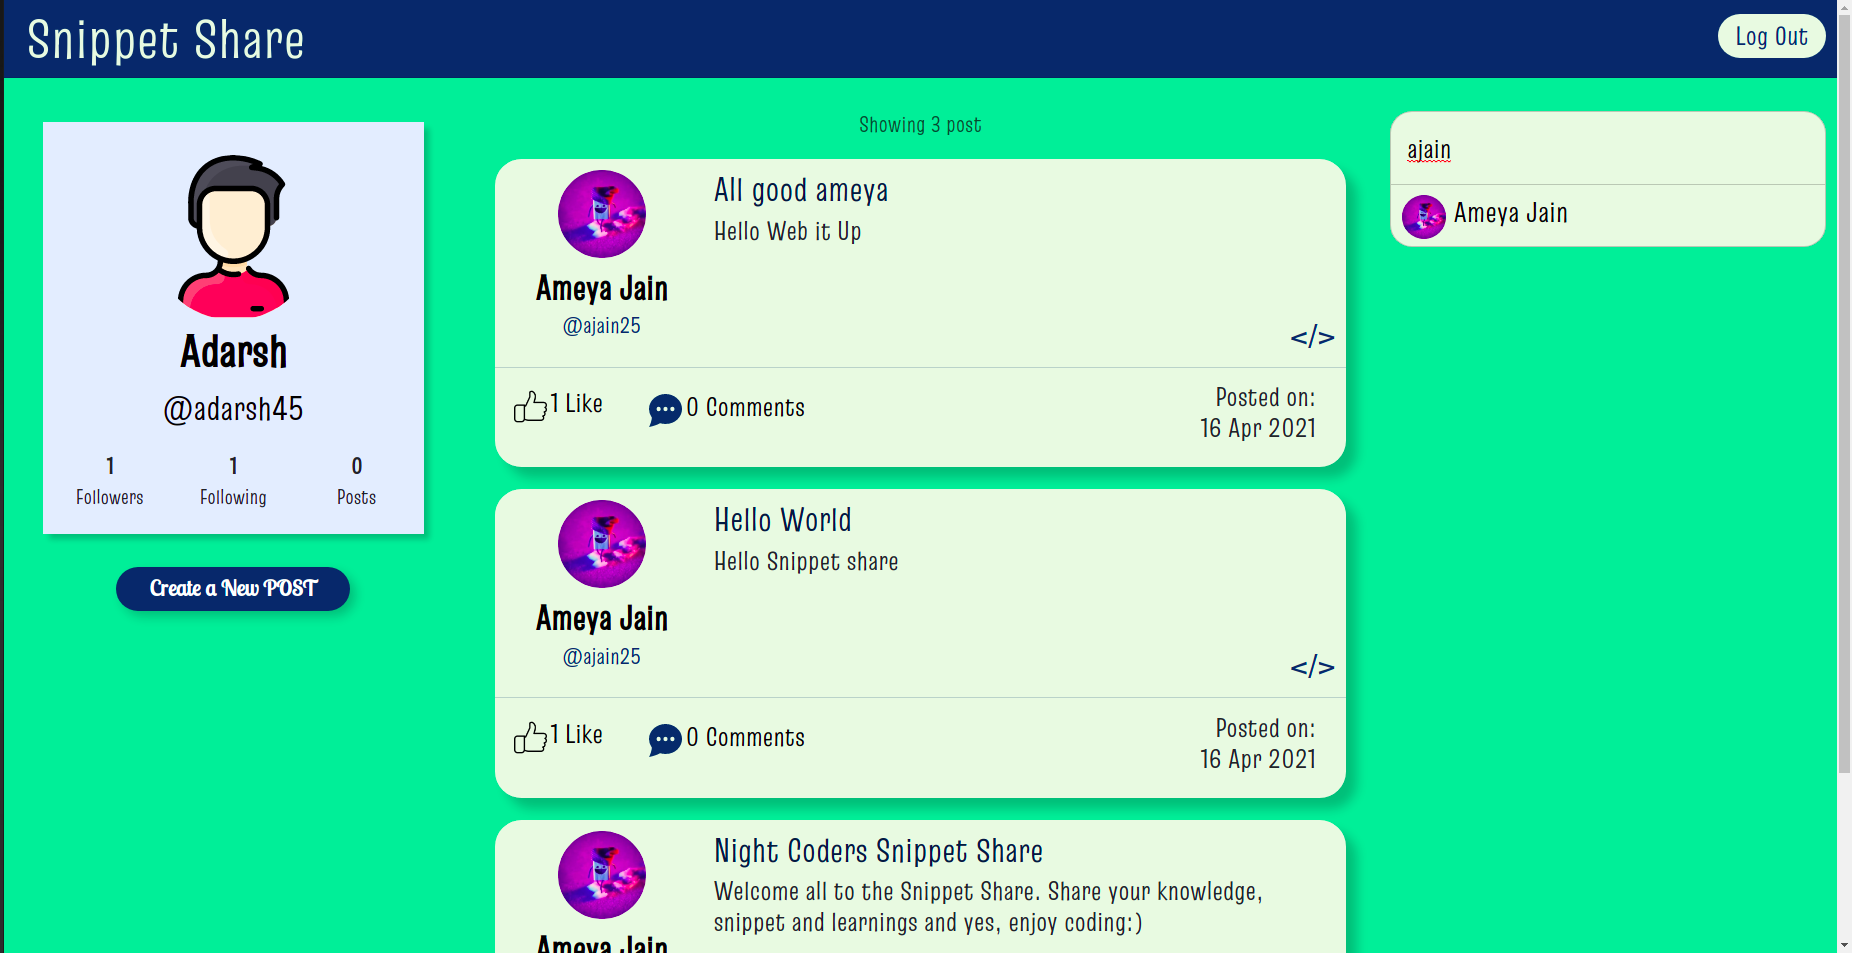 Snippet Share
Log Out
Adarsh
@adarsh45
1
Followers
1
Following
0
Posts
Create a New POST
Showing 3 post
All good ameya
Hello Web it Up
Ameya Jain
@ajain25
</>
1 Like
0 Comments
Posted on:
16 Apr 2021
Hello World
Hello Snippet share
Ameya Jain
@ajain25
</>
1 Like
0 Comments
Posted on:
16 Apr 2021
Night Coders Snippet Share
Welcome all to the Snippet Share. Share your knowledge,
snippet and learnings and yes, enjoy coding:)
Ameya Jain
ajain
Ameya Jain